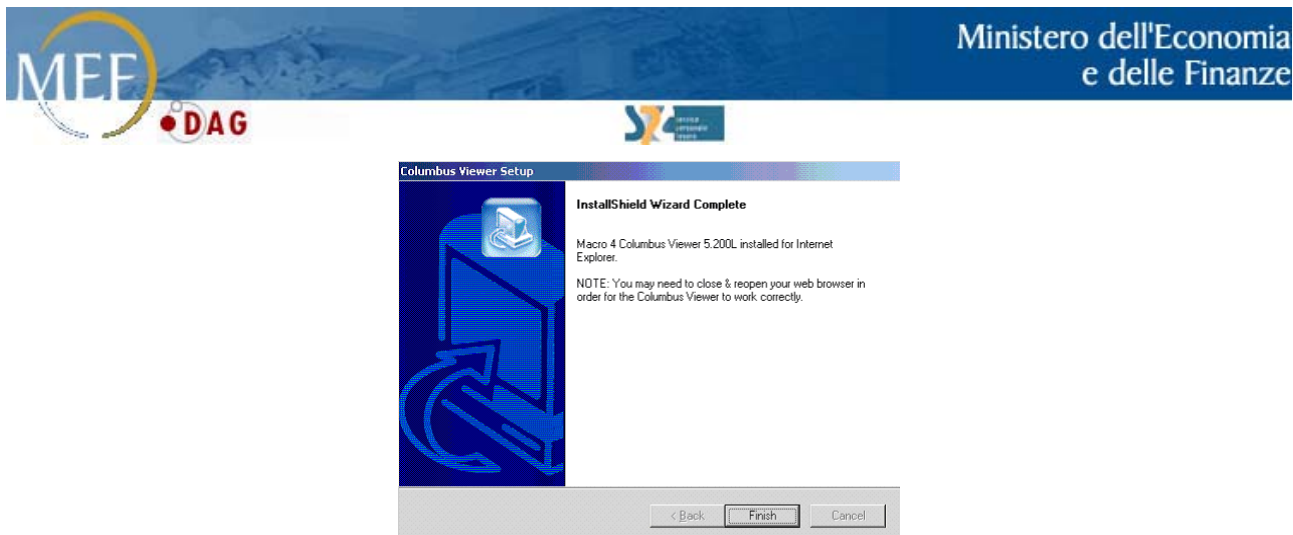 MEF
Ministero dell'Economia
e delle Finanze
DAG
Columbus Viewer Setup
InstallShield Wizard Complete
Macro 4 Columbus Viewer 5.200L installed for Internet
Explorer.
NOTE: You may need to close & reopen your web browser in
order for the Columbus Viewer to work correctly.
< Back Finish Cancel